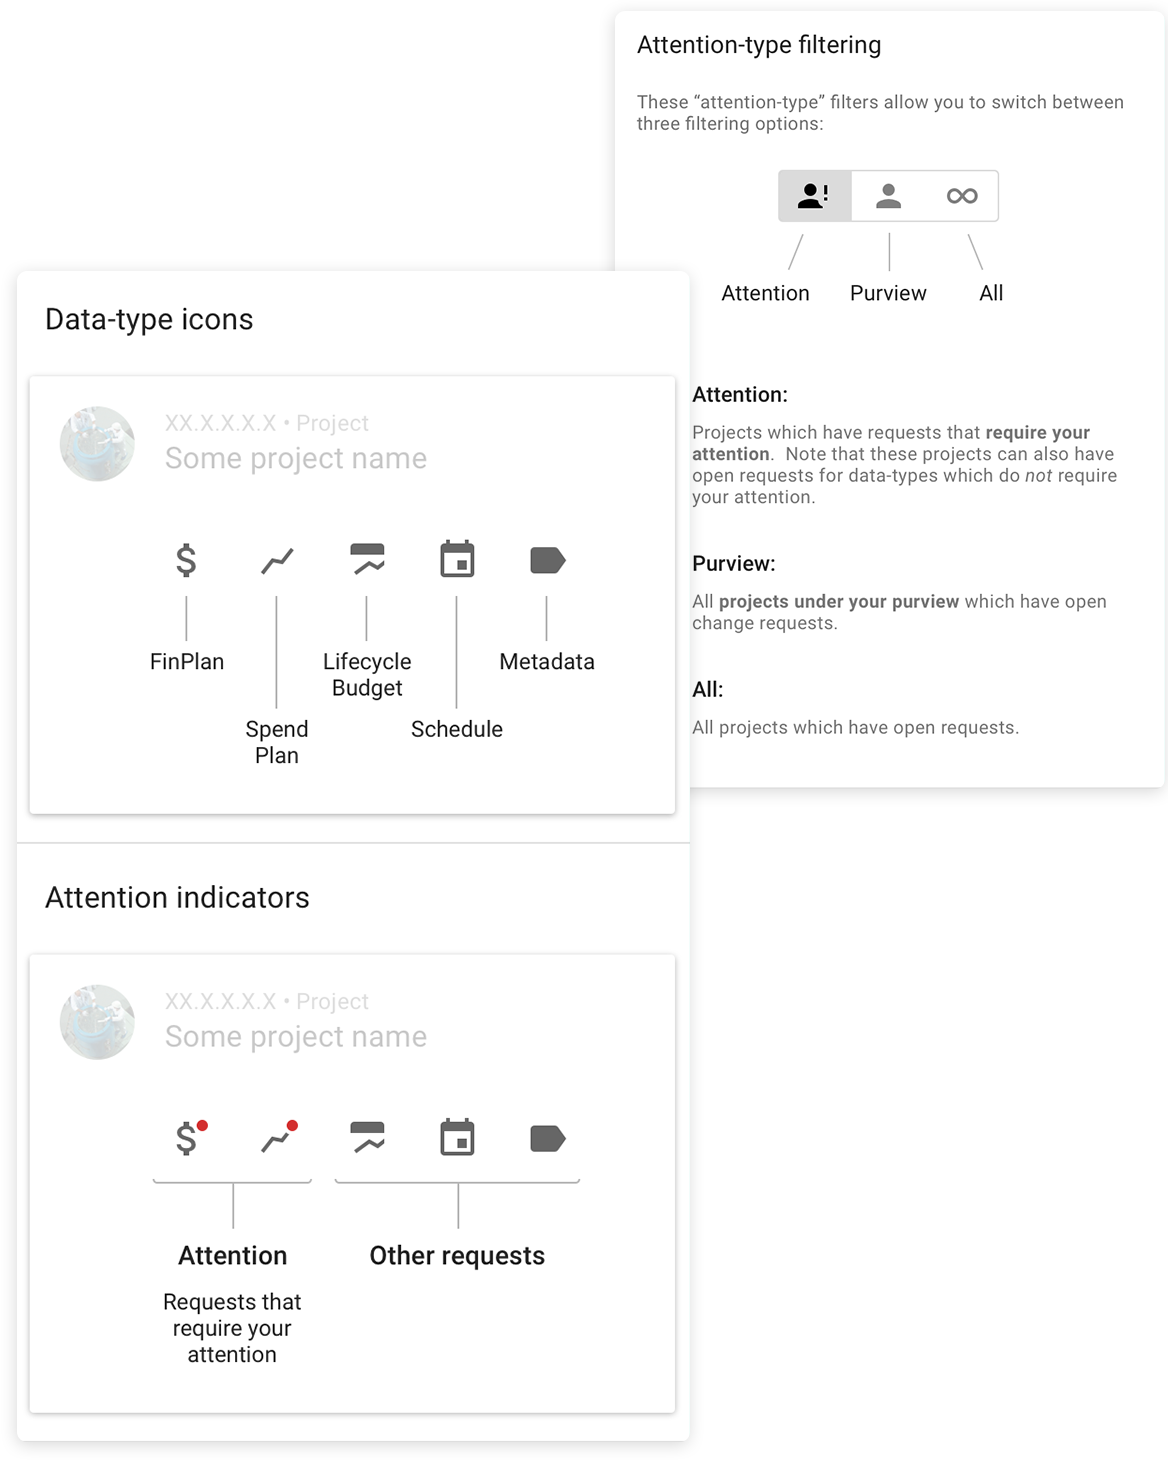 Attention-type filtering
These “attention-type” filters allow you to switch between
three filtering options:
Attention
Purview
All
Attention:
Projects which have requests that require your
attention.  Note that these projects can also have
open requests for data-types which do not require
your attention.
Purview:
All projects under your purview which have open
change requests.
All:
All projects which have open requests.
Data-type icons
XX.X.X.X.X • Project
Some project name
FinPlan
Spend
Plan
Lifecycle
Budget
Schedule
Metadata
Attention indicators
XX.X.X.X.X • Project
Some project name
Attention
Requests that
require your
attention
Other requests